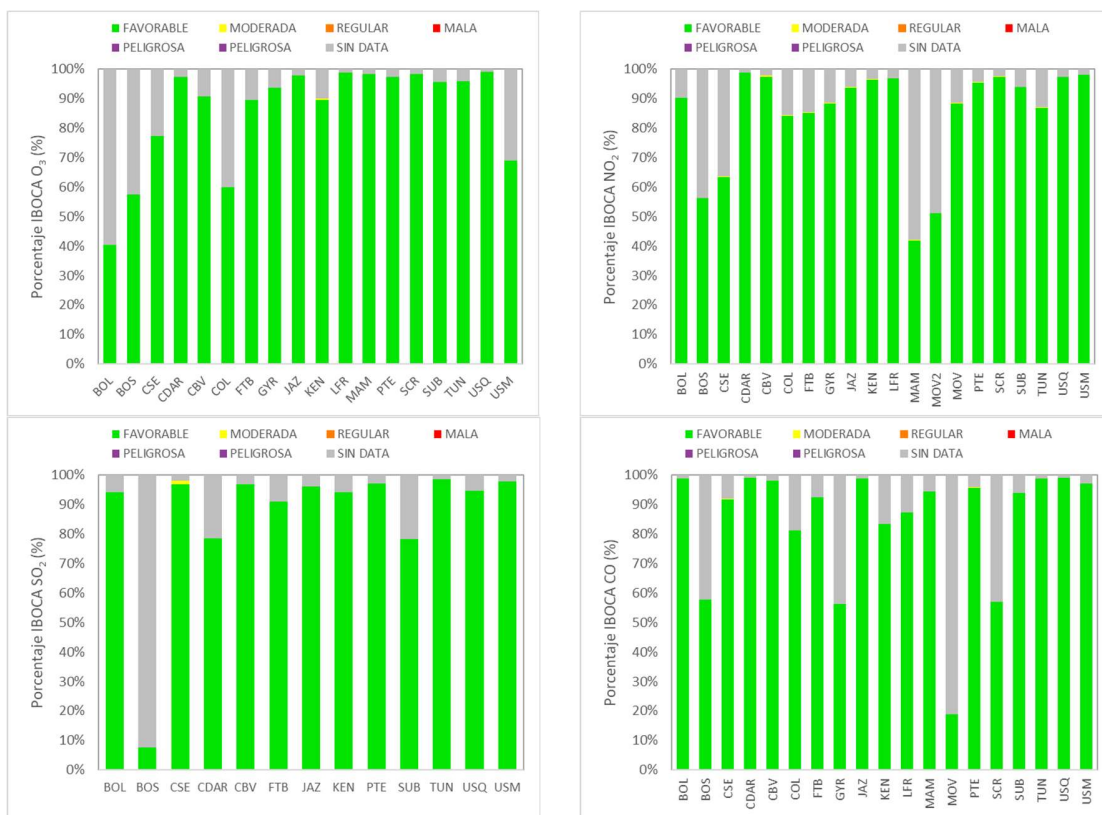 FAVORABLE MODERADA REGULAR MALA
PELIGROSA PELIGROSA SIN DATA
Porcentaje IBOCA O3 (%)
100%
90%
80%
70%
60%
50%
40%
30%
20%
10%
0%
BOL BOS CSE CDAR CBV COL FTB GYR JAZ KEN LFR MAM PTE SCR SUB TUN USQ USM
FAVORABLE MODERADA REGULAR MALA
PELIGROSA PELIGROSA SIN DATA
Porcentaje IBOCA NO2 (%)
100%
90%
80%
70%
60%
50%
40%
30%
20%
10%
0%
BOL BOS CSE CDAR CBV COL FTB GYR JAZ KEN LFR MAM MOV2 MOV PTE SCR SUB TUN USQ USM
FAVORABLE MODERADA REGULAR MALA
PELIGROSA PELIGROSA SIN DATA
Porcentaje IBOCA SO2 (%)
100%
90%
80%
70%
60%
50%
40%
30%
20%
10%
0%
BOL BOS CSE CDAR CBV FTB JAZ KEN PTE SUB TUN USQ USM
FAVORABLE MODERADA REGULAR MALA
PELIGROSA PELIGROSA SIN DATA
Porcentaje IBOCA CO (%)
100%
90%
80%
70%
60%
50%
40%
30%
20%
10%
0%
BOL BOS CSE CDAR CBV COL FTB GYR JAZ KEN LFR MAM MOV PTE SCR SUB TUN USQ USM